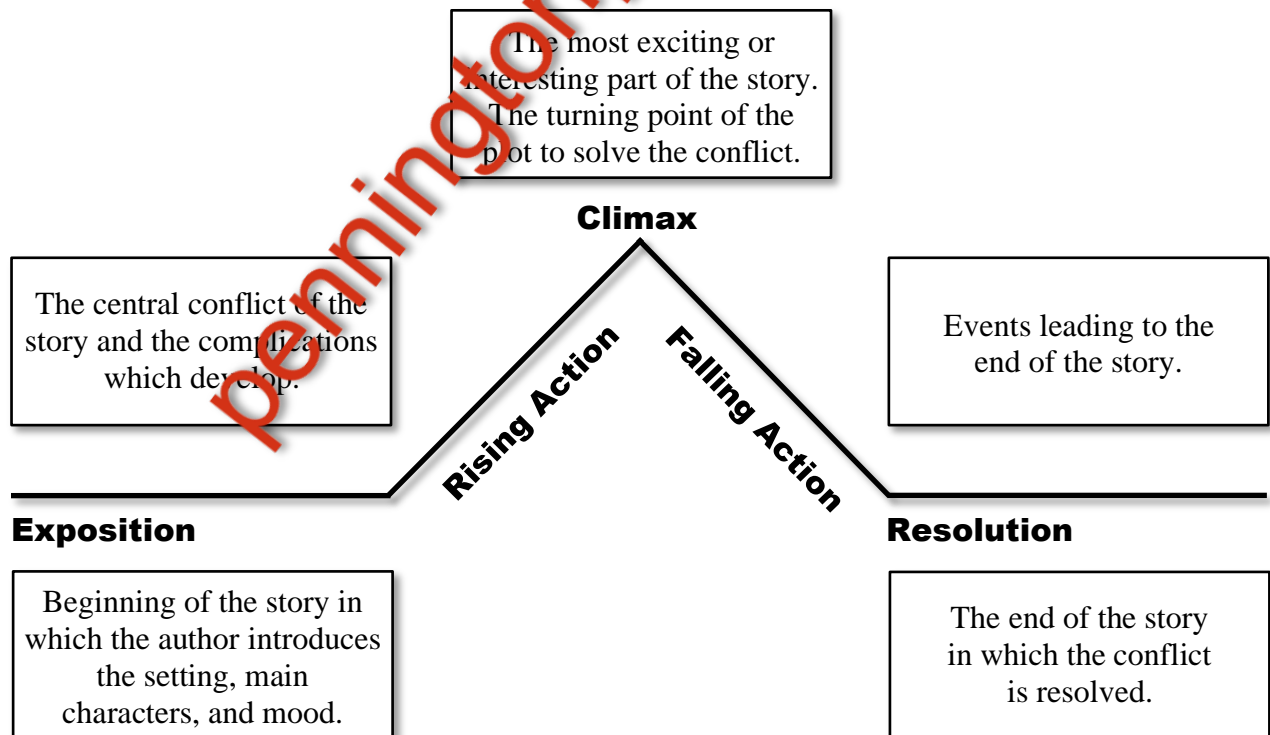 The most exciting or
interesting part of the story.
The turning point of the
plot to solve the conflict.
Climax
The central conflict of the
story and the complications
which develop.
Rising Action
Falling Action
Events leading to the
end of the story.
Exposition
Resolution
Beginning of the story in
which the author introduces
the setting, main
characters, and mood.
The end of the story
in which the conflict
is resolved.
penningto